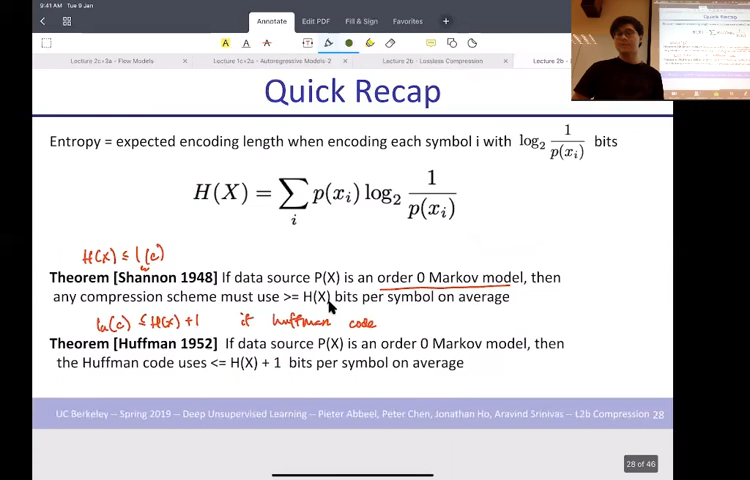 9:41 AM Tue 9 Jan
Annotate Edit PDF Fill & Sign Favorites +
Lecture 2c+3a - Flow Models × Lecture 1c+2a - Autoregressive Models-2 × Lecture 2b - Lossless Compression × Lecture 2b - Loss
Quick Recap
Entropy = expected encoding length when encoding each symbol i with log₂ 1/p(xᵢ) bits
H(X) = ∑ᵢ p(xᵢ) log₂ 1/p(xᵢ)
H(X) ≤ l(c)
Theorem [Shannon 1948] If data source P(X) is an order 0 Markov model, then
any compression scheme must use >= H(X) bits per symbol on average
≤ H(X) + 1 if huffman code
Theorem [Huffman 1952] If data source P(X) is an order 0 Markov model, then
the Huffman code uses <= H(X) + 1 bits per symbol on average
UC Berkeley -- Spring 2019 -- Deep Unsupervised Learning -- Pieter Abbeel, Peter Chen, Jonathan Ho, Aravind Srinivas -- L2b Compression 28
28 of 46